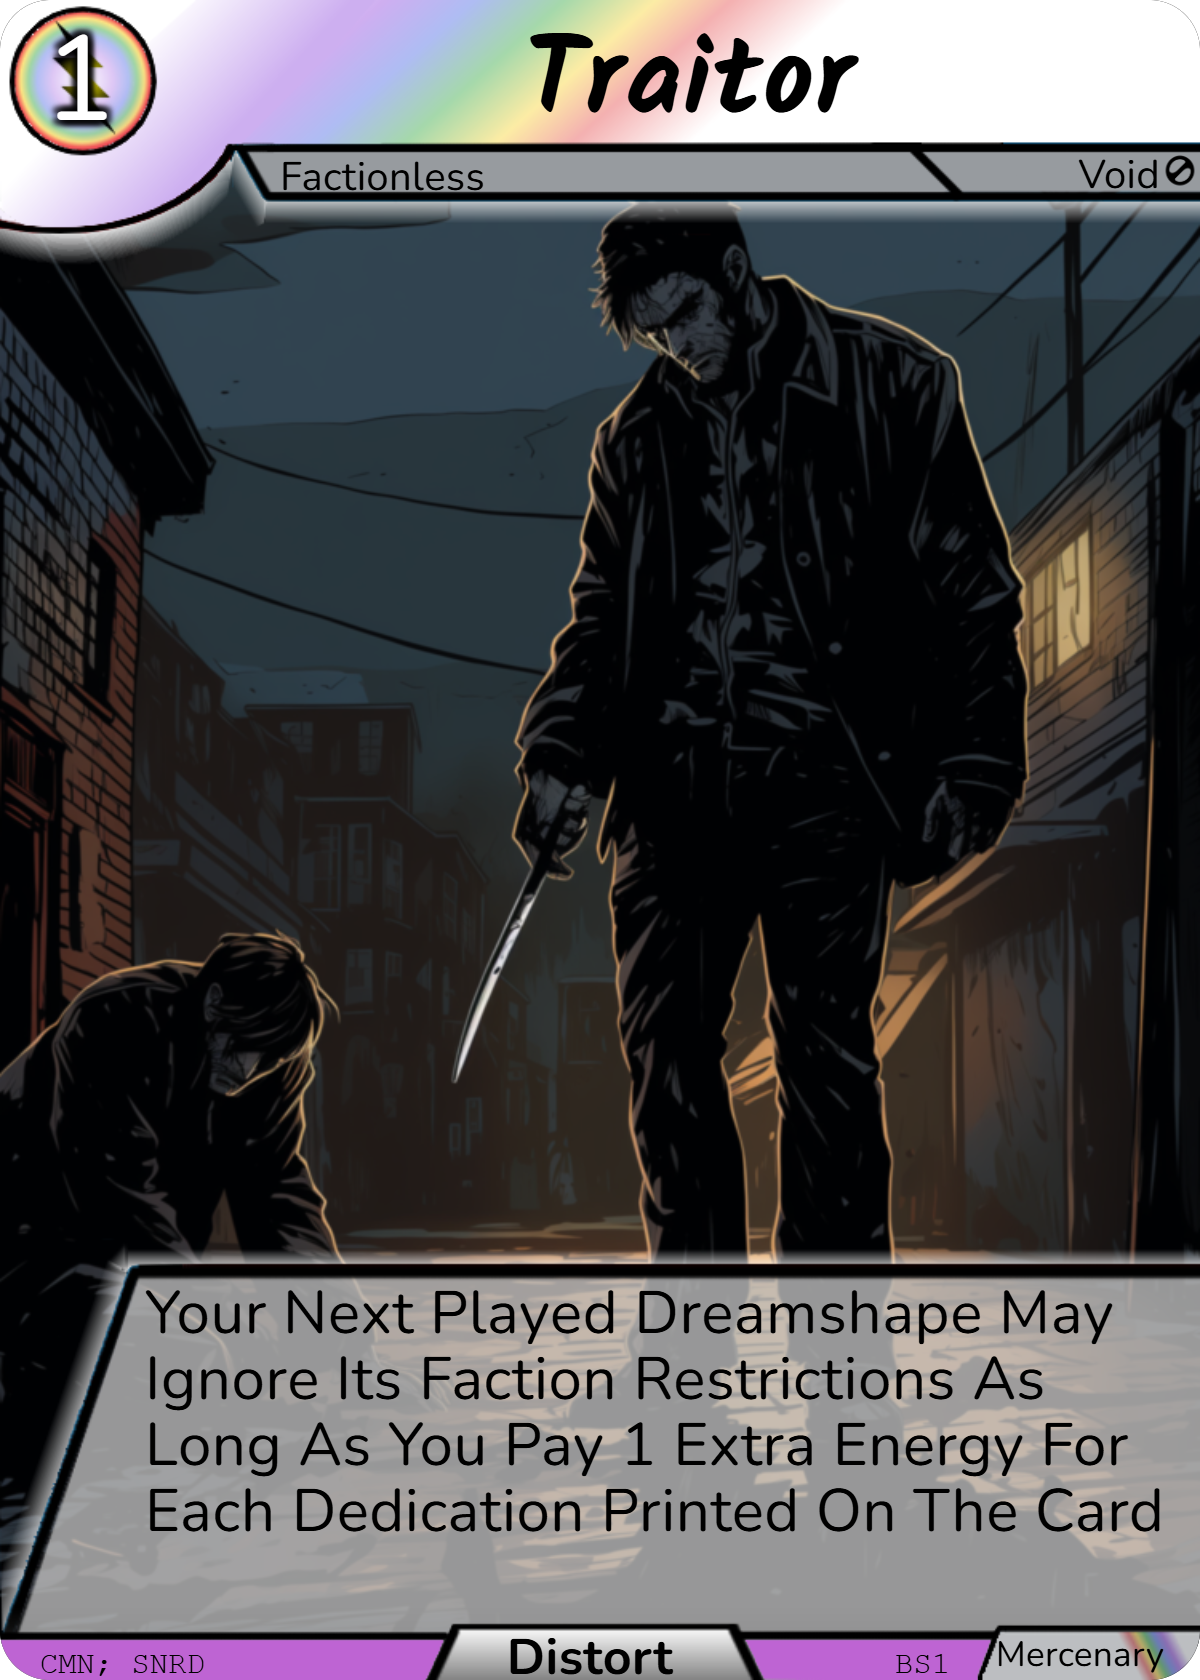 1
Traitor
Factionless
Void
Your Next Played Dreamshape May
Ignore Its Faction Restrictions As
Long As You Pay 1 Extra Energy For
Each Dedication Printed On The Card
CMN; SNRD
Distort
BS1
Mercenary